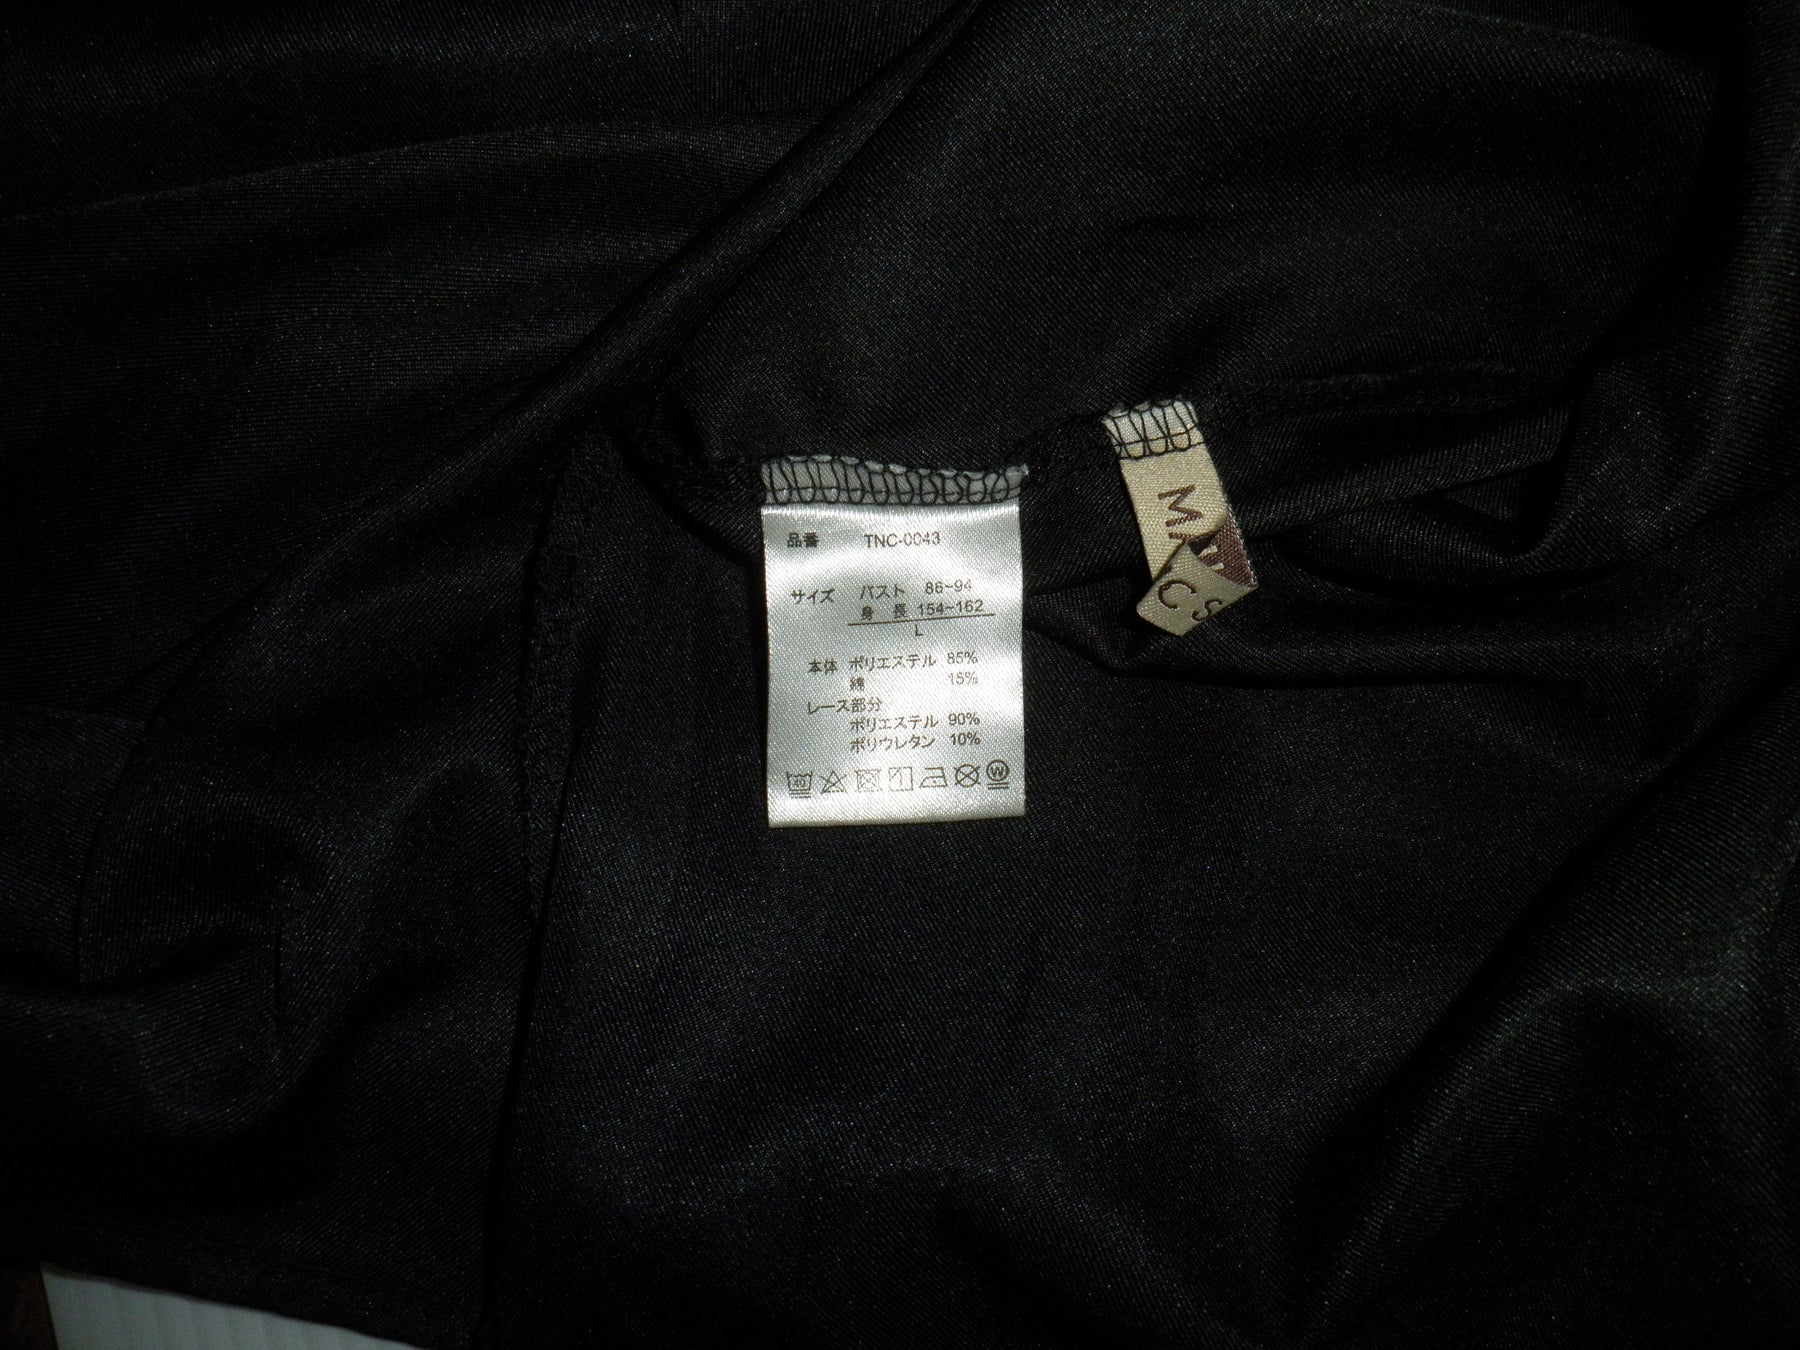 品番 TNC-0043
サイズ バスト 86~94
身長 154~162
L
本体 ポリエステル 85%
綿 15%
レース部分
ポリエステル 90%
ポリウレタン 10%
40
W
C S